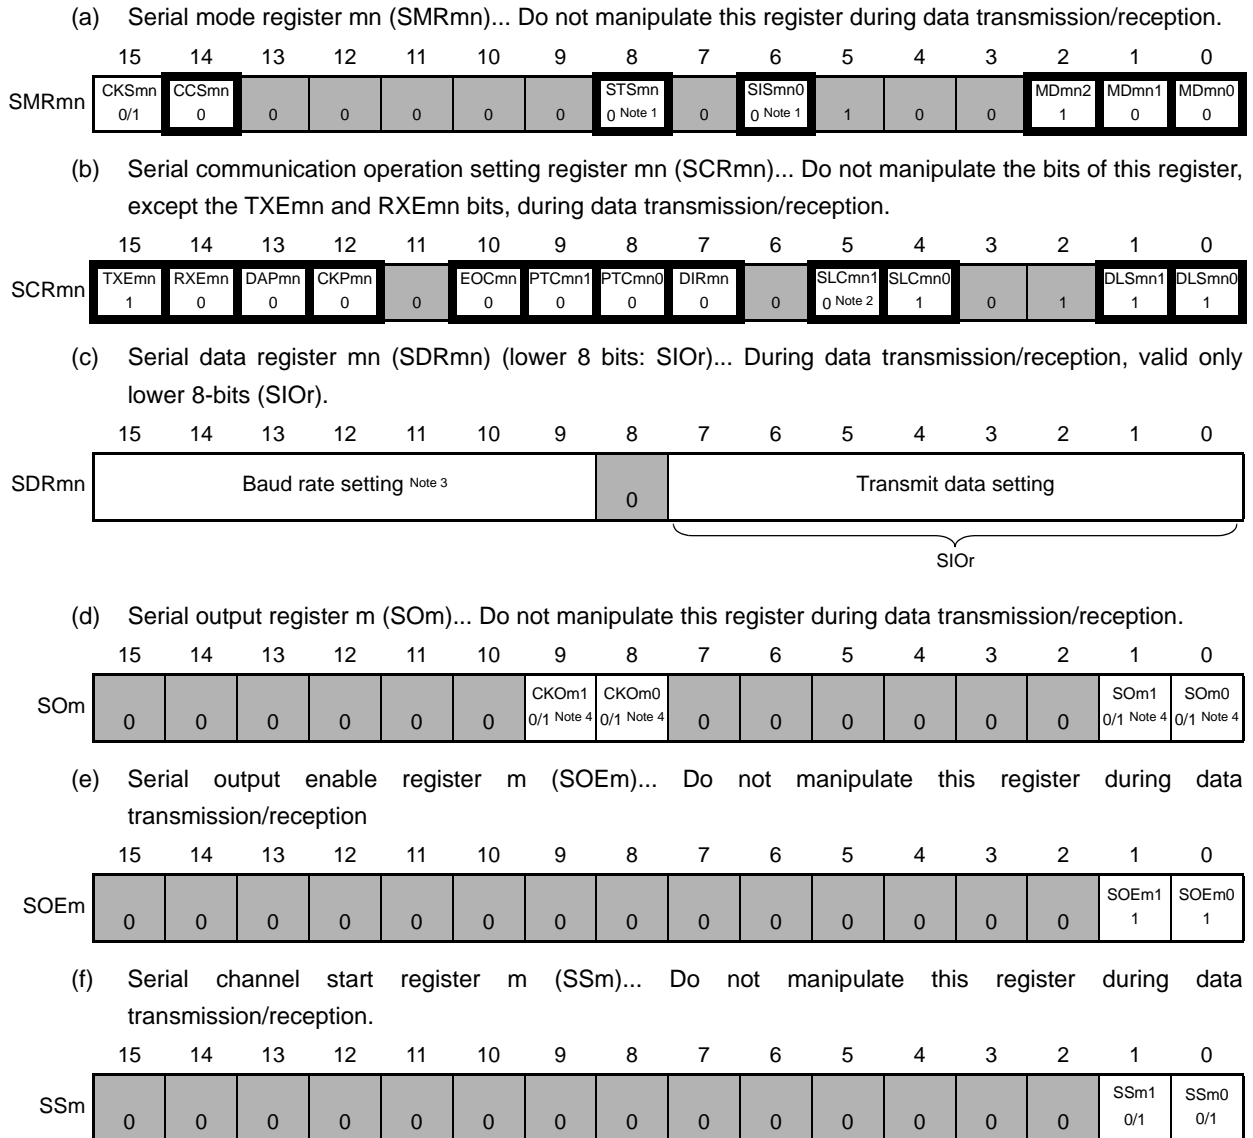 (a) Serial mode register mn (SMRmn)... Do not manipulate this register during data transmission/reception.
15 14 13 12 11 10 9 8 7 6 5 4 3 2 1 0
CKSmn CCSmn STSmn SISmn0 MDmn2 MDmn1 MDmn0
SMRmn
0/1 0 0 0 0 0 0 0 Note 1 0 0 Note 1 1 0 0 1 0 0
(b) Serial communication operation setting register mn (SCRmn)... Do not manipulate the bits of this register,
except the TXEmn and RXEmn bits, during data transmission/reception.
15 14 13 12 11 10 9 8 7 6 5 4 3 2 1 0
TXEmn RXEmn DAPmn CKPmn EOCmn PTCmn1 PTCmn0 DIRmn SLCmn1 SLCmn0 DLSmn1 DLSmn0
SCRmn
1 0 0 0 0 0 0 0 0 0 0 Note 2 1 0 1 1 1
(c) Serial data register mn (SDRmn) (lower 8 bits: SIOr)... During data transmission/reception, valid only
lower 8-bits (SIOr).
15 14 13 12 11 10 9 8 7 6 5 4 3 2 1 0
SDRmn Baud rate setting Note 3 0 Transmit data setting
SIOr
(d) Serial output register m (SOm)... Do not manipulate this register during data transmission/reception.
15 14 13 12 11 10 9 8 7 6 5 4 3 2 1 0
CKOm1 CKOm0 SOm1 SOm0
SOm
0 0 0 0 0 0 0/1 Note 4 0/1 Note 4 0 0 0 0 0 0 0/1 Note 4 0/1 Note 4
(e) Serial output enable register m (SOEm)... Do not manipulate this register during data
transmission/reception
15 14 13 12 11 10 9 8 7 6 5 4 3 2 1 0
SOEm1 SOEm0
SOEm
0 0 0 0 0 0 0 0 0 0 0 0 0 0 1 1
(f) Serial channel start register m (SSm)... Do not manipulate this register during data
transmission/reception.
15 14 13 12 11 10 9 8 7 6 5 4 3 2 1 0
SSm1 SSm0
SSm
0 0 0 0 0 0 0 0 0 0 0 0 0 0 0/1 0/1